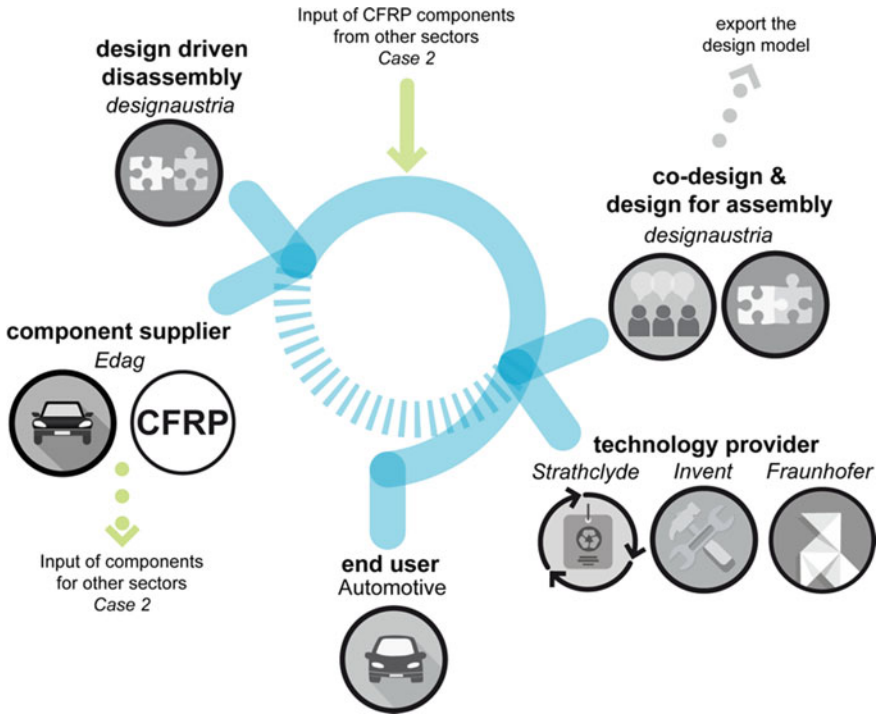 Input of CFRP components
from other sectors
Case 2
export the
design model
design driven
disassembly
designaustria
co-design &
design for assembly
designaustria
component supplier
Edag
CFRP
technology provider
Strathclyde
Invent
Fraunhofer
Input of components
for other sectors
Case 2
end user
Automotive